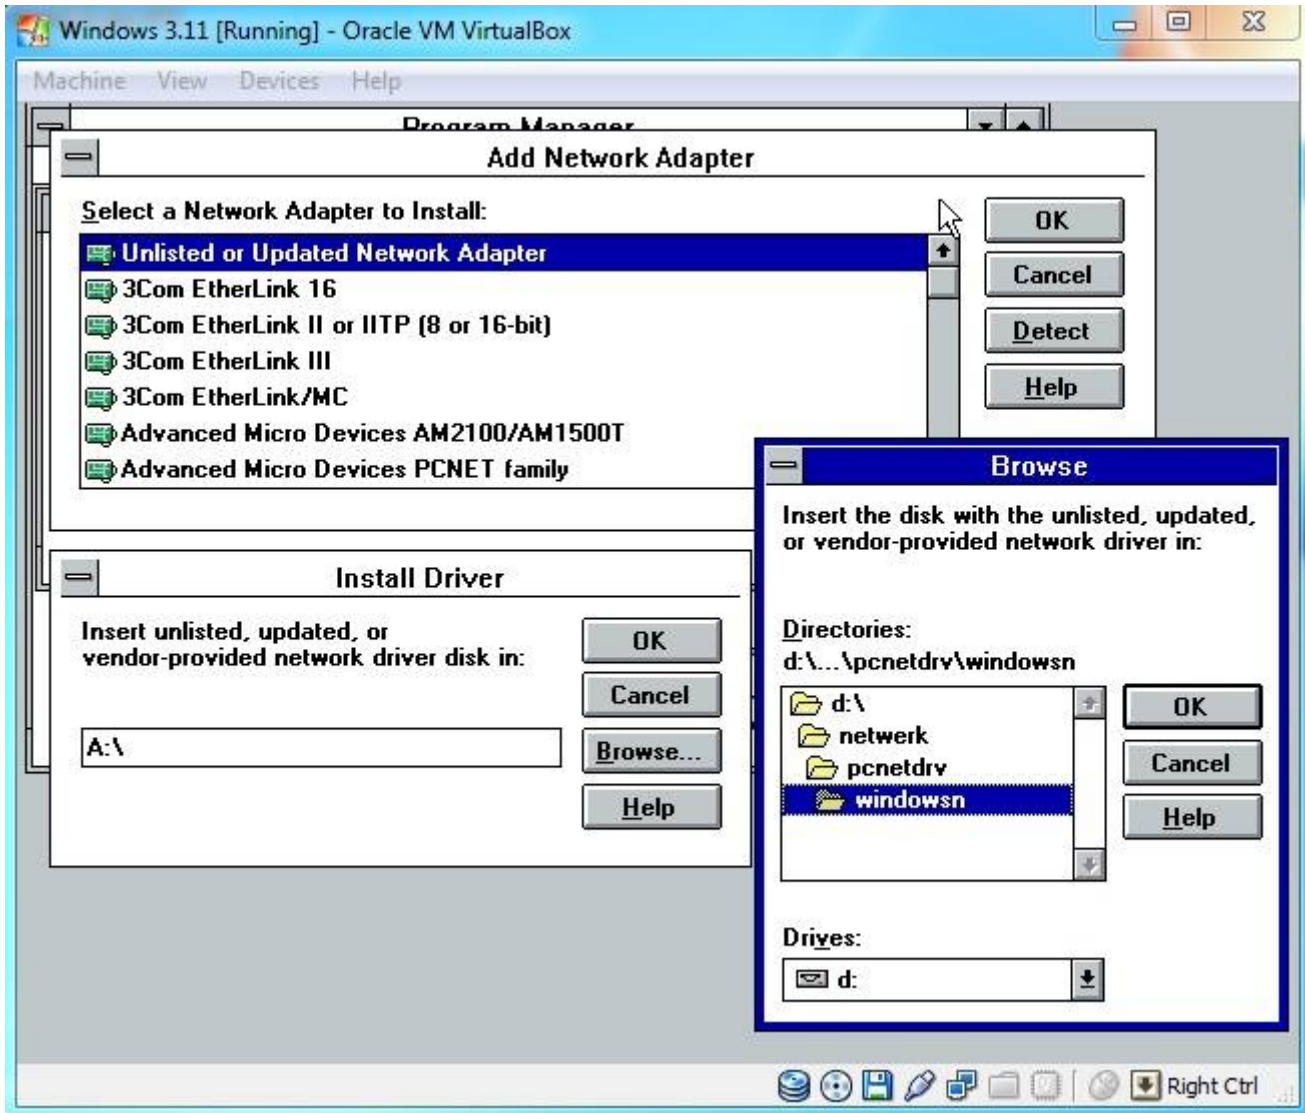 Windows 3.11 [Running] - Oracle VM VirtualBox
Machine View Devices Help
Program Manager
Add Network Adapter
Select a Network Adapter to Install:
Unlisted or Updated Network Adapter
3Com EtherLink 16
3Com EtherLink II or IITP (8 or 16-bit)
3Com EtherLink III
3Com EtherLink/MC
Advanced Micro Devices AM2100/AM1500T
Advanced Micro Devices PCNET family
OK
Cancel
Detect
Help
Install Driver
Insert unlisted, updated, or
vendor-provided network driver disk in:
A:\
OK
Cancel
Browse...
Help
Browse
Insert the disk with the unlisted, updated,
or vendor-provided network driver in:
Directories:
d:\...\pcnetdrv\windowsn
d:\
netwerk
pcnetdrv
windowsn
OK
Cancel
Help
Drives:
d:
Right Ctrl